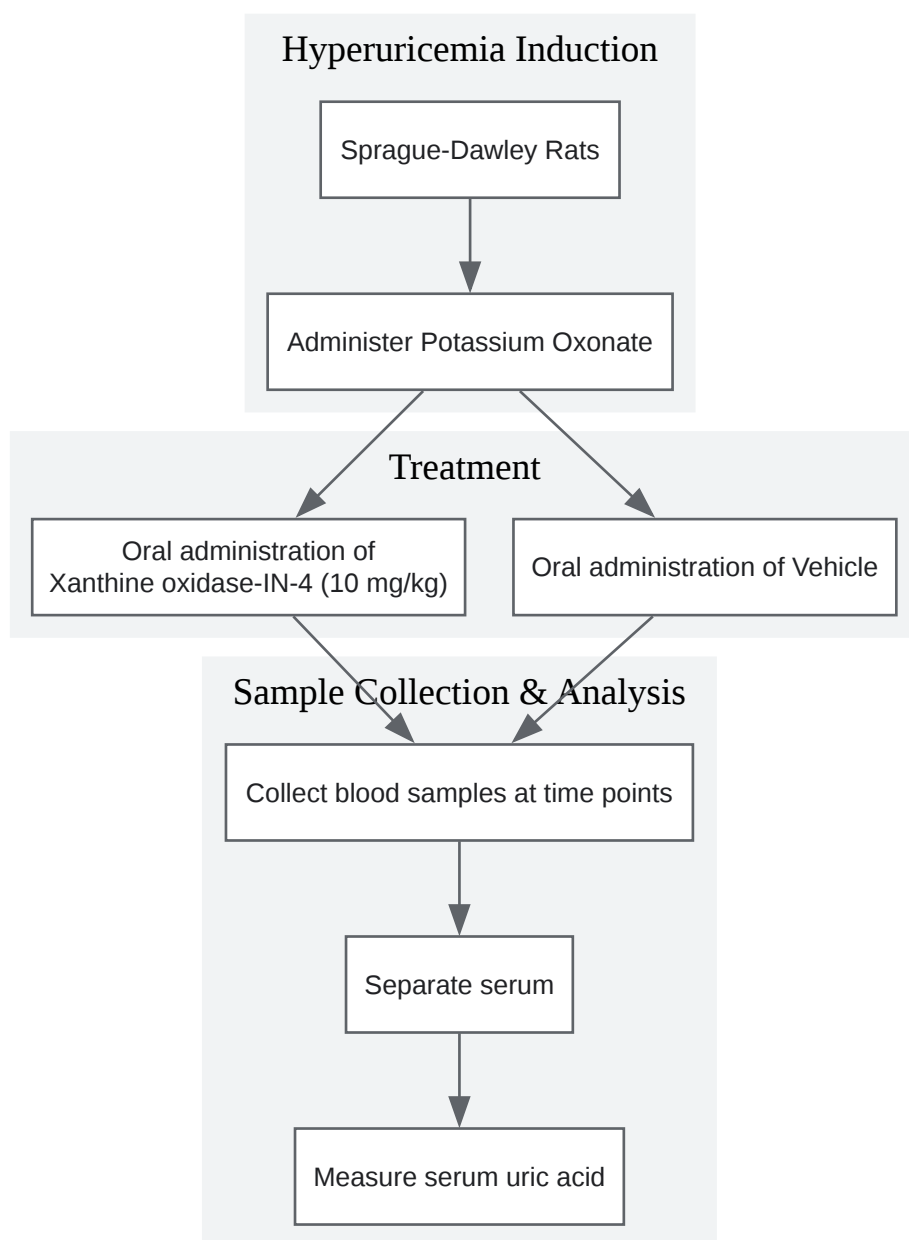 Hyperuricemia Induction
Sprague-Dawley Rats
Administer Potassium Oxonate
Treatment
Oral administration of
Xanthine oxidase-IN-4 (10 mg/kg)
Oral administration of Vehicle
Sample Collection & Analysis
Collect blood samples at time points
Separate serum
Measure serum uric acid